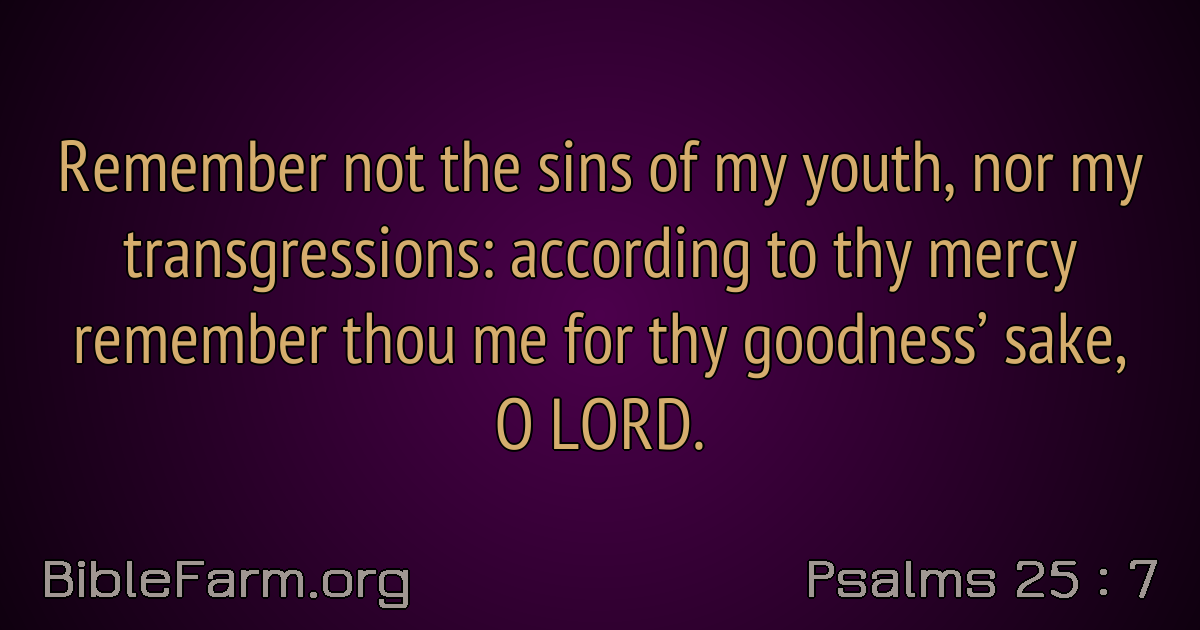 Remember not the sins of my youth, nor my
transgressions: according to thy mercy
remember thou me for thy goodness’ sake,
O LORD.
BibleFarm.org
Psalms 25 : 7